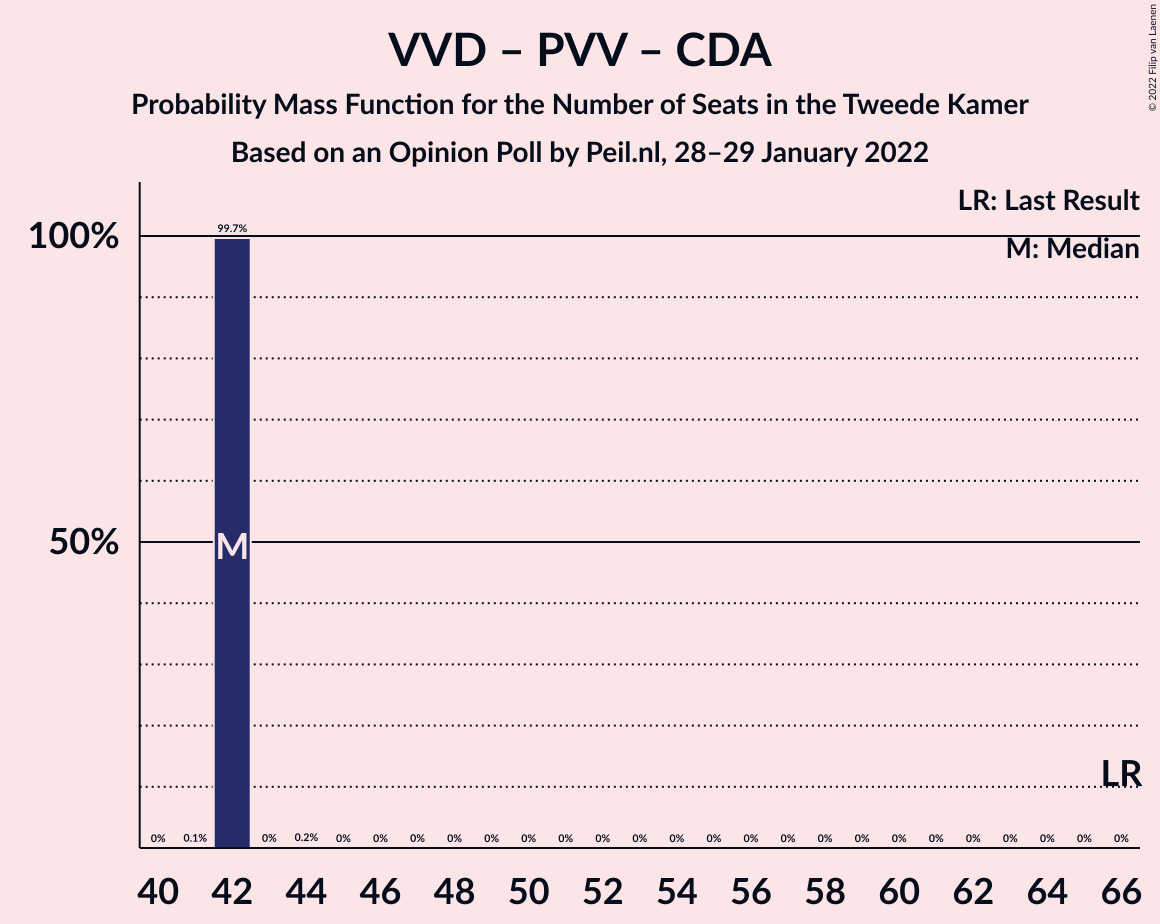 VVD – PVV – CDA
Probability Mass Function for the Number of Seats in the Tweede Kamer
Based on an Opinion Poll by Peil.nl, 28–29 January 2022
© 2022 Filip van Laenen
LR: Last Result
M: Median
100%
50%
99.7%
M
LR
0% 0.1% 0% 0.2% 0% 0% 0% 0% 0% 0% 0% 0% 0% 0% 0% 0% 0% 0% 0% 0% 0% 0% 0% 0% 0% 0%
40 42 44 46 48 50 52 54 56 58 60 62 64 66